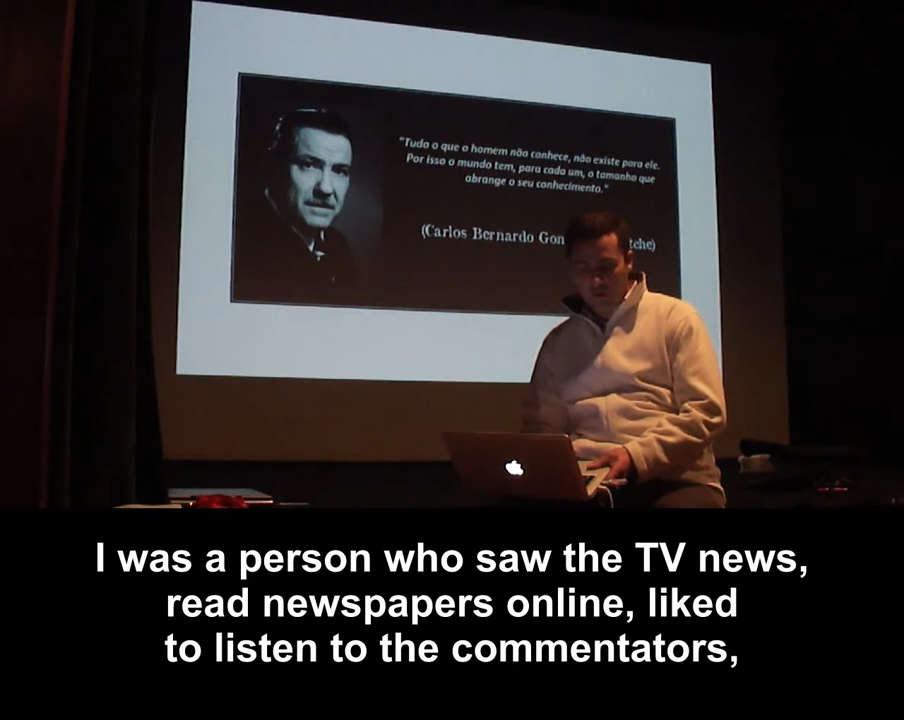 "Tudo o que o homem não conhece, não existe para ele.
Por isso o mundo tem, para cada um, o tamanho que
abrange o seu conhecimento."
(Carlos Bernardo Gon tche)
I was a person who saw the TV news,
read newspapers online, liked
to listen to the commentators,